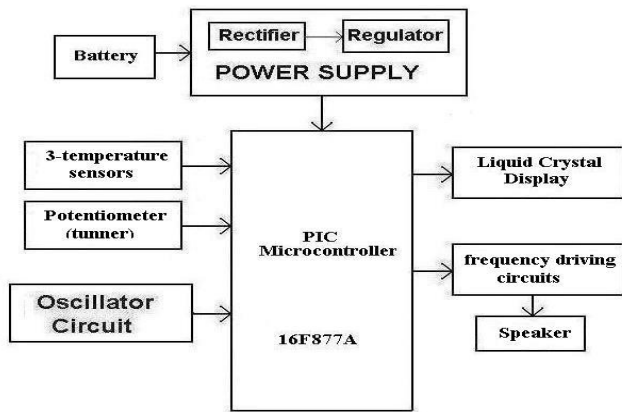 Battery
Rectifier
Regulator
POWER SUPPLY
3-temperature
sensors
Potentiometer
(tunner)
Oscillator
Circuit
PIC
Microcontroller
16F877A
Liquid Crystal
Display
frequency driving
circuits
Speaker